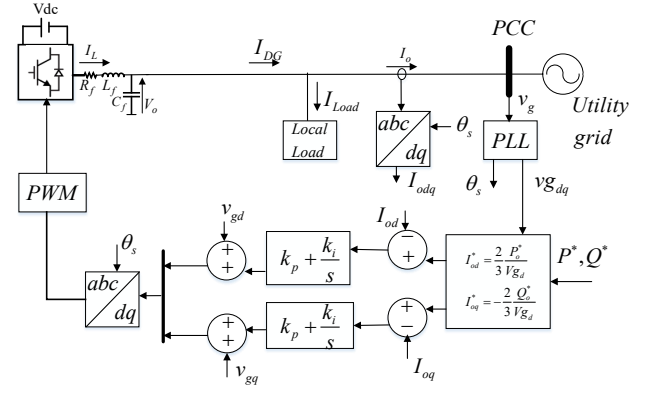 Vdc
PCC
I_L
I_DG
I_o
R_f L_f
C_f
V_o
I_Load
v_g
Utility
grid
Local
Load
abc
dq
θ_s
PLL
I_odq
θ_s
vg_dq
PWM
v_gd
I_od
−
+
+
+
k_p + k_i/s
I*_od = 2/3 P*_o/Vg_d
I*_oq = −2/3 Q*_o/Vg_d
P*,Q*
θ_s
abc
dq
+
+
k_p + k_i/s
+
−
v_gq
I_oq